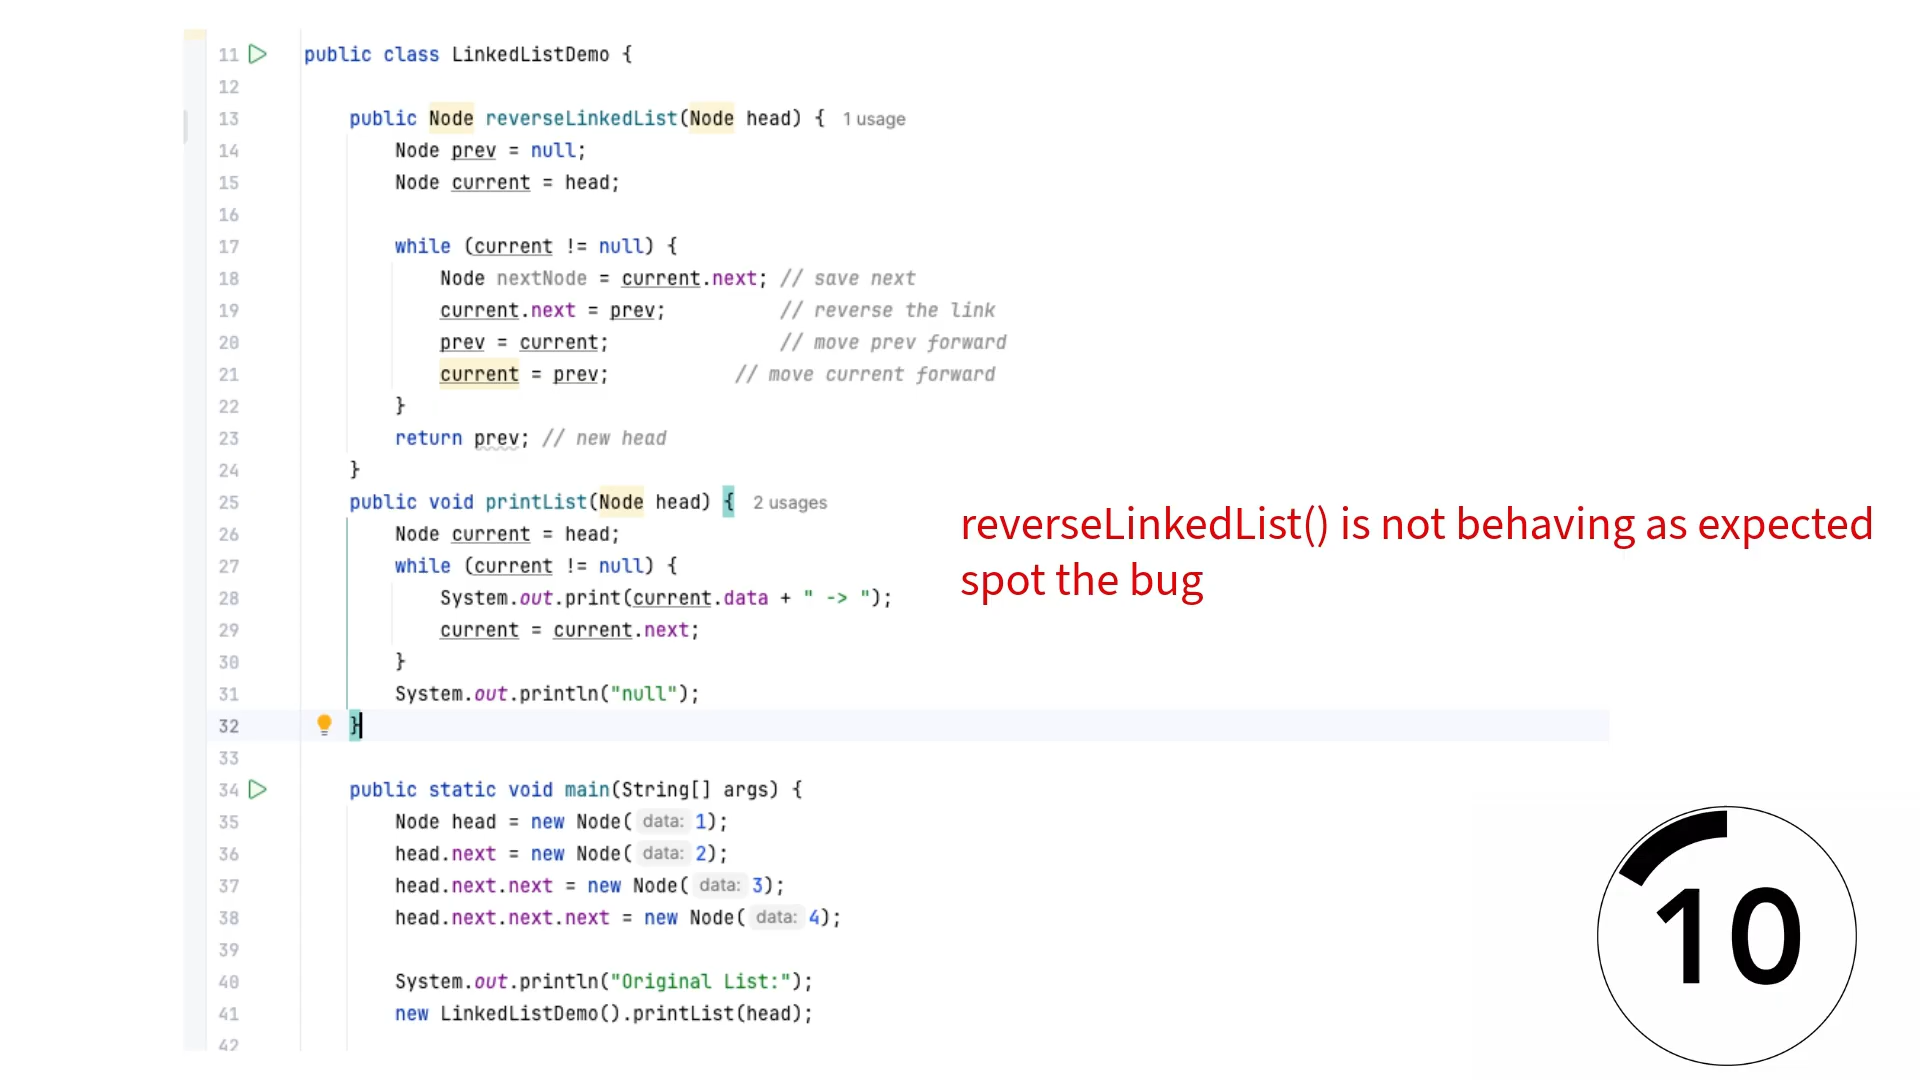 11 public class LinkedListDemo {
12
13 public Node reverseLinkedList(Node head) { 1 usage
14 Node prev = null;
15 Node current = head;
16
17 while (current != null) {
18 Node nextNode = current.next; // save next
19 current.next = prev; // reverse the link
20 prev = current; // move prev forward
21 current = prev; // move current forward
22 }
23 return prev; // new head
24 }
25 public void printList(Node head) { 2 usages
26 Node current = head;
27 while (current != null) {
28 System.out.print(current.data + " -> ");
29 current = current.next;
30 }
31 System.out.println("null");
32 }
33
34 public static void main(String[] args) {
35 Node head = new Node( data: 1);
36 head.next = new Node( data: 2);
37 head.next.next = new Node( data: 3);
38 head.next.next.next = new Node( data: 4);
39
40 System.out.println("Original List:");
41 new LinkedListDemo().printList(head);
42
reverseLinkedList() is not behaving as expected
spot the bug
10